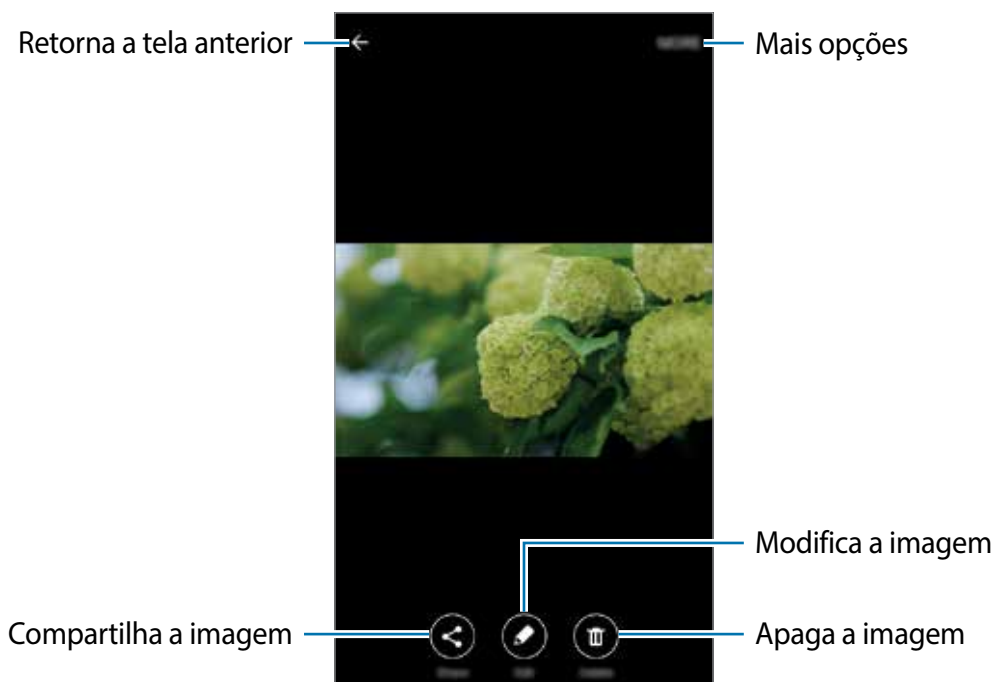 Retorna a tela anterior
Mais opções
Modifica a imagem
Compartilha a imagem
Apaga a imagem